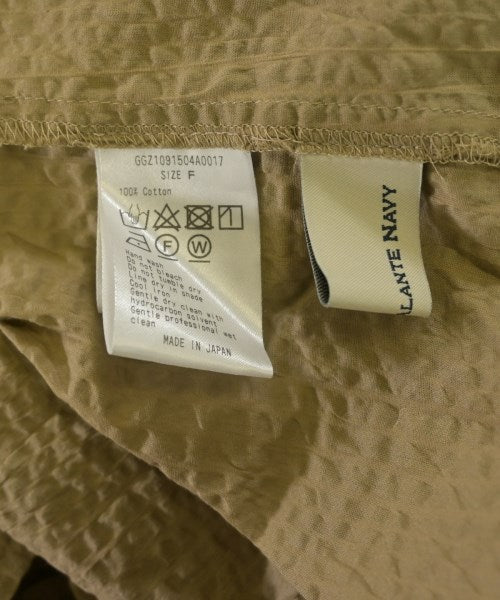 GGZ1091504A0017
SIZE F
100% Cotton
F W
Hand wash
Do not bleach
Do not tumble dry
Line dry in shade
Cool iron
Gentle dry clean with
hydrocarbon solvent
Gentle professional wet
clean
MADE IN JAPAN
ALANTE NAVY